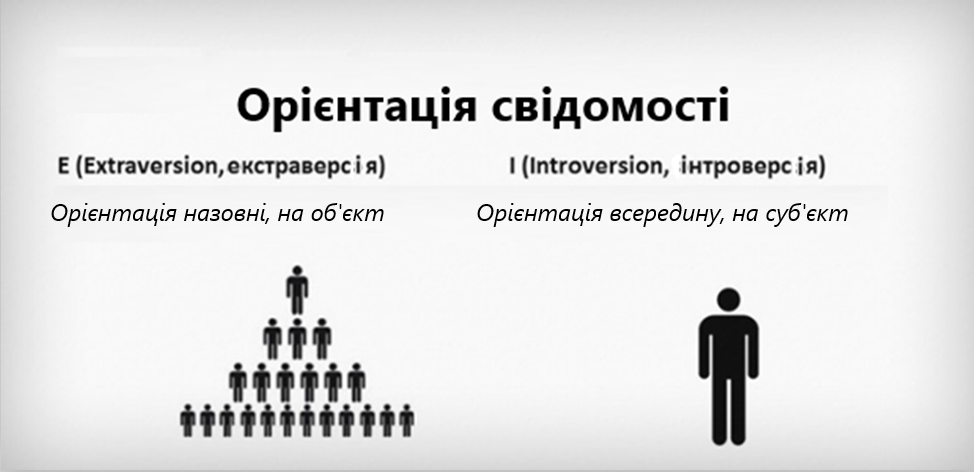 Орієнтація свідомості
E (Extraversion, екстраверсія)
I (Introversion, інтроверсія)
Орієнтація назовні, на об'єкт
Орієнтація всередину, на суб'єкт